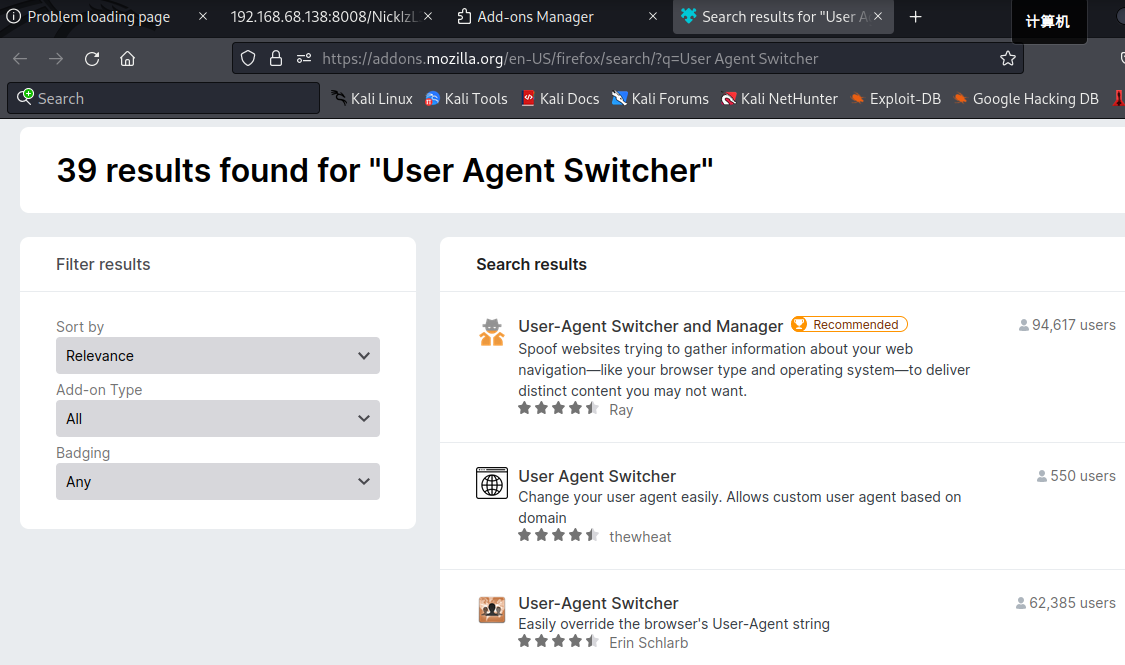 Problem loading page
192.168.68.138:8008/NickIzL
Add-ons Manager
Search results for "User A
计算机
https://addons.mozilla.org/en-US/firefox/search/?q=User Agent Switcher
Search
Kali Linux
Kali Tools
Kali Docs
Kali Forums
Kali NetHunter
Exploit-DB
Google Hacking DB
39 results found for "User Agent Switcher"
Filter results
Sort by
Relevance
Add-on Type
All
Badging
Any
Search results
User-Agent Switcher and Manager
Recommended
94,617 users
Spoof websites trying to gather information about your web
navigation—like your browser type and operating system—to deliver
distinct content you may not want.
Ray
User Agent Switcher
550 users
Change your user agent easily. Allows custom user agent based on
domain
thewheat
User-Agent Switcher
62,385 users
Easily override the browser's User-Agent string
Erin Schlarb